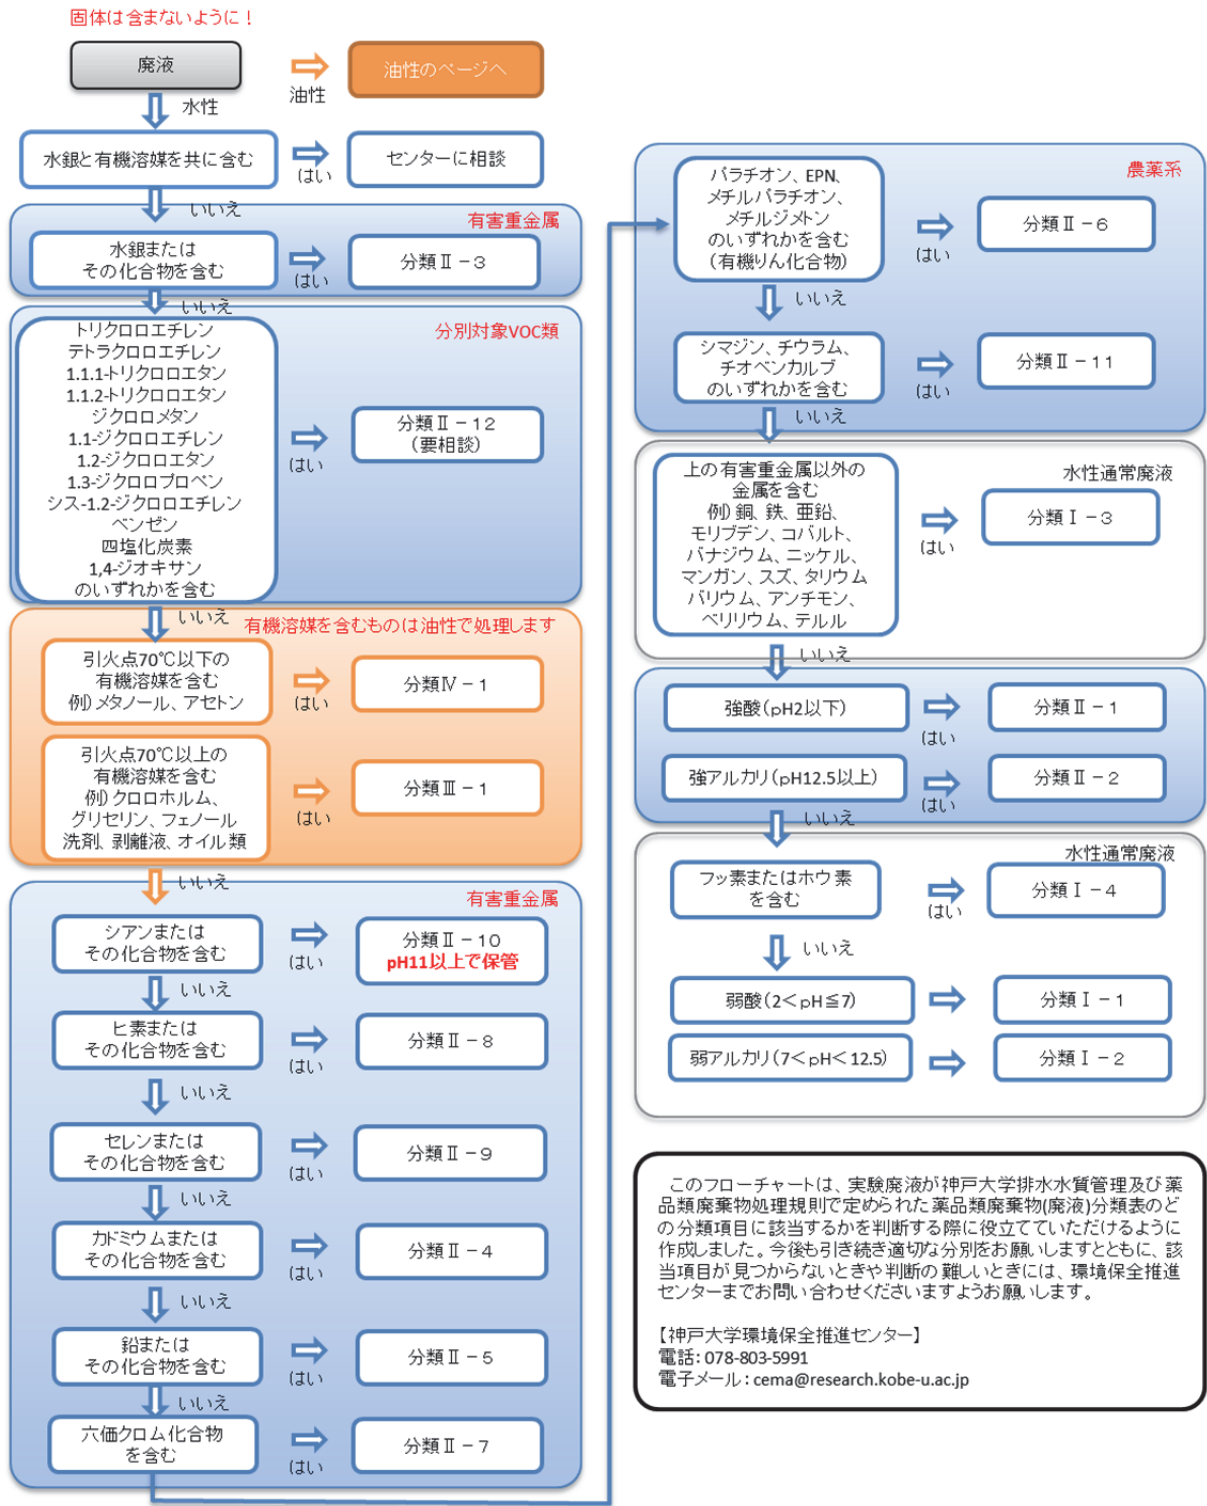 固体は含まないように！
廃液
油性
油性のページへ
水性
水銀と有機溶媒を共に含む
はい
センターに相談
いいえ
有害重金属
水銀または
その化合物を含む
はい
分類Ⅱ－３
いいえ
分別対象VOC類
トリクロロエチレン
テトラクロロエチレン
1.1.1-トリクロロエタン
1.1.2-トリクロロエタン
ジクロロメタン
1.1-ジクロロエチレン
1.2-ジクロロエタン
1.3-ジクロロプロペン
シス-1.2-ジクロロエチレン
ベンゼン
四塩化炭素
1,4-ジオキサン
のいずれかを含む
はい
分類Ⅱ－１２
（要相談）
いいえ
有機溶媒を含むものは油性で処理します
引火点70℃以下の
有機溶媒を含む
例）メタノール、アセトン
はい
分類Ⅳ－１
引火点70℃以上の
有機溶媒を含む
例）クロロホルム、
グリセリン、フェノール
洗剤、剥離液、オイル類
はい
分類Ⅲ－１
いいえ
有害重金属
シアンまたは
その化合物を含む
はい
分類Ⅱ－１０
pH11以上で保管
いいえ
ヒ素または
その化合物を含む
はい
分類Ⅱ－８
いいえ
セレンまたは
その化合物を含む
はい
分類Ⅱ－９
いいえ
カドミウムまたは
その化合物を含む
はい
分類Ⅱ－４
いいえ
鉛または
その化合物を含む
はい
分類Ⅱ－５
いいえ
六価クロム化合物
を含む
はい
分類Ⅱ－７
農薬系
パラチオン、EPN、
メチルパラチオン、
メチルジメトン
のいずれかを含む
（有機りん化合物）
はい
分類Ⅱ－６
いいえ
シマジン、チウラム、
チオベンカルブ
のいずれかを含む
はい
分類Ⅱ－１１
いいえ
水性通常廃液
上の有害重金属以外の
金属を含む
例）銅、鉄、亜鉛、
モリブデン、コバルト、
バナジウム、ニッケル、
マンガン、スズ、タリウム
バリウム、アンチモン、
ベリリウム、テルル
はい
分類Ⅰ－３
いいえ
強酸（pH2以下）
はい
分類Ⅱ－１
強アルカリ（pH12.5以上）
はい
分類Ⅱ－２
いいえ
水性通常廃液
フッ素またはホウ素
を含む
はい
分類Ⅰ－４
いいえ
弱酸（2＜pH≦7）
分類Ⅰ－１
弱アルカリ（7＜pH＜12.5）
分類Ⅰ－２
このフローチャートは、実験廃液が神戸大学排水水質管理及び薬
品類廃棄物処理規則で定められた薬品類廃棄物(廃液)分類表のど
の分類項目に該当するかを判断する際に役立てていただけるように
作成しました。今後も引き続き適切な分別をお願いしますとともに、該
当項目が見つからないときや判断の難しいときには、環境保全推進
センターまでお問い合わせくださいますようお願いします。
【神戸大学環境保全推進センター】
電話：078-803-5991
電子メール：cema@research.kobe-u.ac.jp